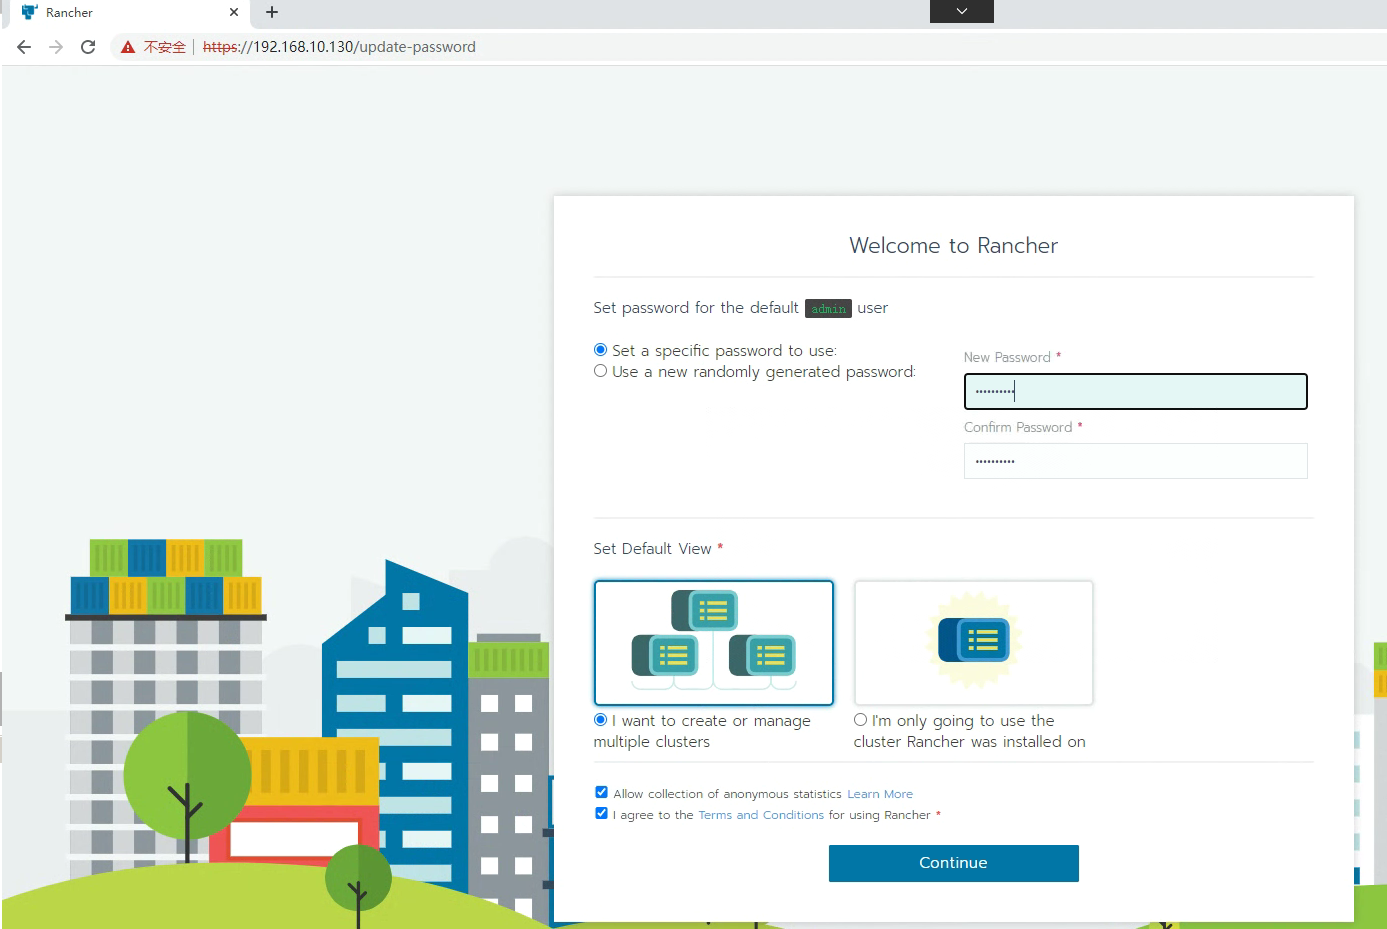 Rancher
不安全 https://192.168.10.130/update-password
Welcome to Rancher
Set password for the default admin user
Set a specific password to use:
Use a new randomly generated password:
New Password *
••••••••••
Confirm Password *
••••••••••
Set Default View *
I want to create or manage
multiple clusters
I'm only going to use the
cluster Rancher was installed on
Allow collection of anonymous statistics Learn More
I agree to the Terms and Conditions for using Rancher *
Continue